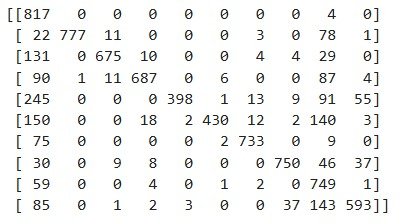 [[817 0 0 0 0 0 0 0 4 0]
[ 22 777 11 0 0 0 3 0 78 1]
[131 0 675 10 0 0 4 4 29 0]
[ 90 1 11 687 0 6 0 0 87 4]
[245 0 0 0 398 1 13 9 91 55]
[150 0 0 18 2 430 12 2 140 3]
[ 75 0 0 0 0 2 733 0 9 0]
[ 30 0 9 8 0 0 0 750 46 37]
[ 59 0 0 4 0 1 2 0 749 1]
[ 85 0 1 2 3 0 0 37 143 593]]